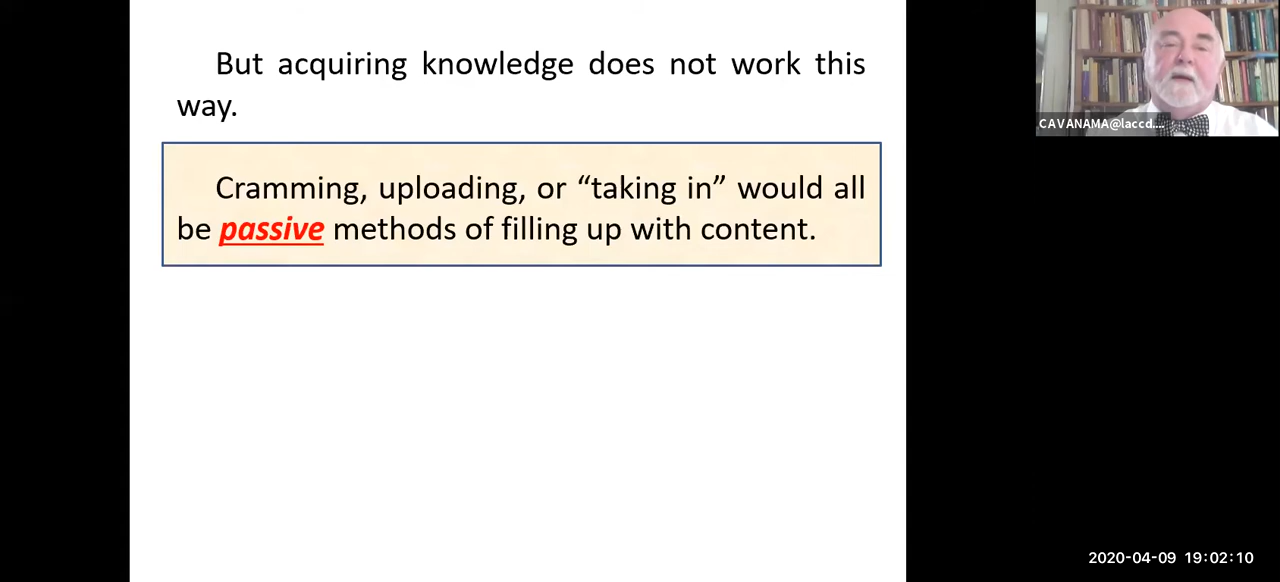 But acquiring knowledge does not work this
way.
Cramming, uploading, or “taking in” would all
be passive methods of filling up with content.
CAVANAMA@laccd....
2020-04-09 19:02:10